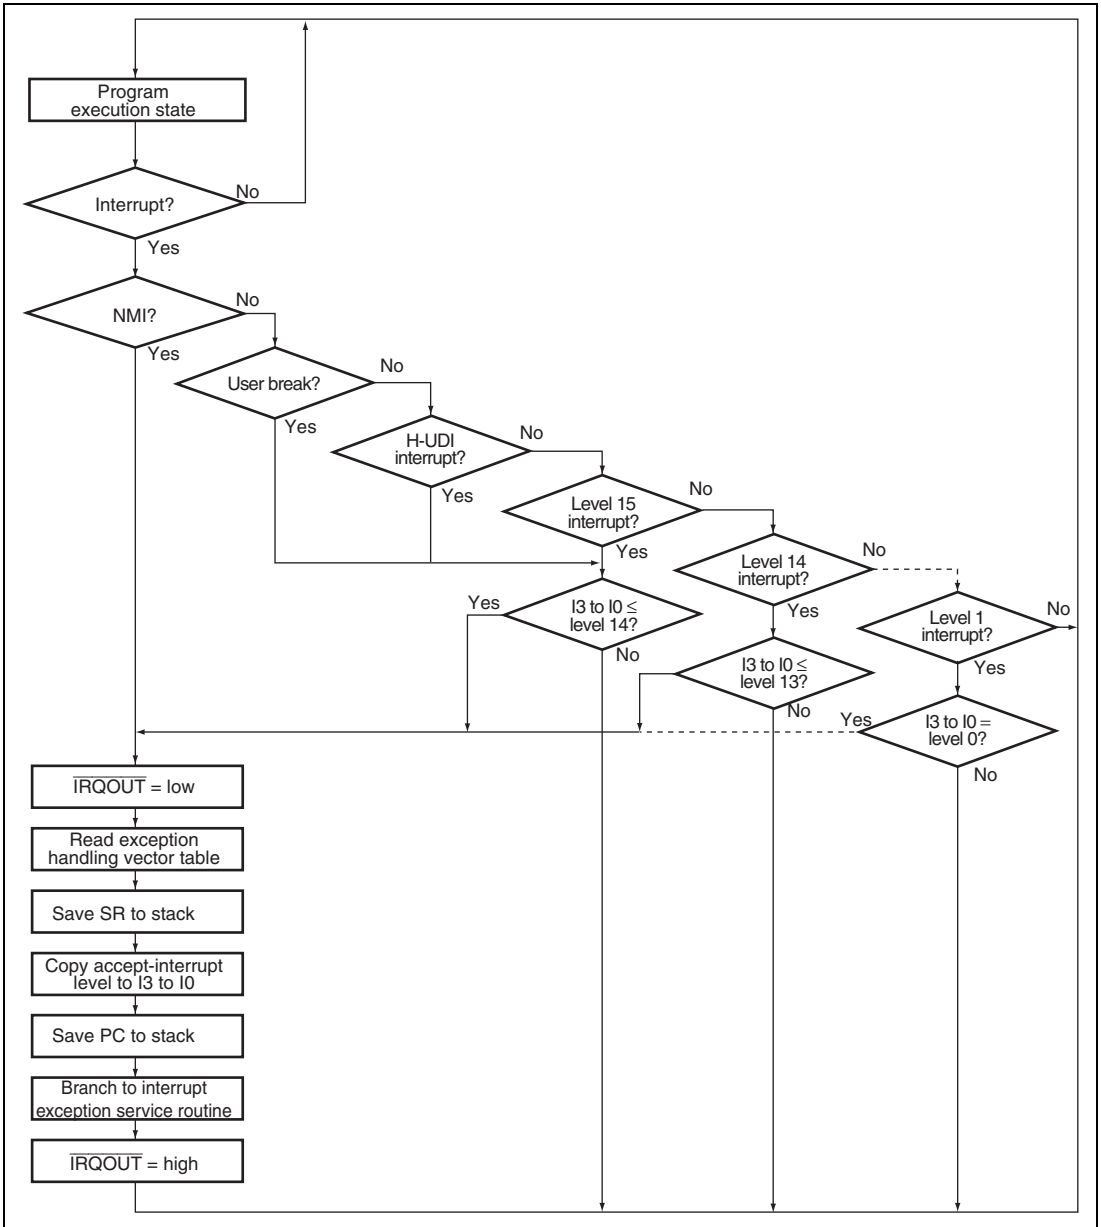 Program
execution state
Interrupt?
No
Yes
NMI?
No
Yes
User break?
No
Yes
H-UDI
interrupt?
No
Yes
Level 15
interrupt?
No
Yes
Level 14
interrupt?
No
Yes
Level 1
interrupt?
No
Yes
I3 to I0 ≦
level 14?
Yes
No
I3 to I0 ≦
level 13?
No
I3 to I0 =
level 0?
Yes
No
IRQOUT = low
Read exception
handling vector table
Save SR to stack
Copy accept-interrupt
level to I3 to I0
Save PC to stack
Branch to interrupt
exception service routine
IRQOUT = high